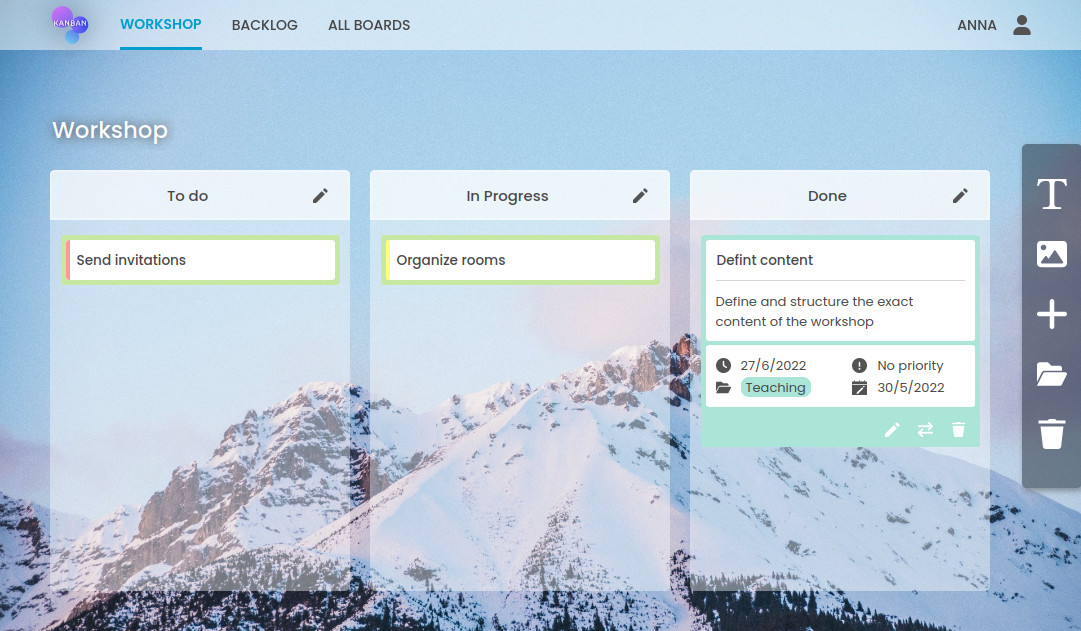 KANBAN
WORKSHOP
BACKLOG
ALL BOARDS
ANNA
Workshop
To do
In Progress
Done
Send invitations
Organize rooms
Defint content
Define and structure the exact
content of the workshop
27/6/2022
No priority
Teaching
30/5/2022
T